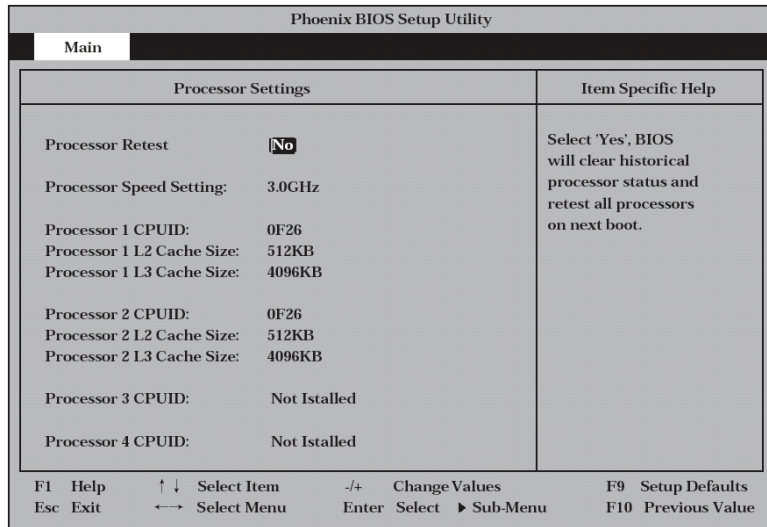 Phoenix BIOS Setup Utility
Main
Processor Settings
Item Specific Help
Processor Retest No
Processor Speed Setting: 3.0GHz
Processor 1 CPUID: 0F26
Processor 1 L2 Cache Size: 512KB
Processor 1 L3 Cache Size: 4096KB
Processor 2 CPUID: 0F26
Processor 2 L2 Cache Size: 512KB
Processor 2 L3 Cache Size: 4096KB
Processor 3 CPUID: Not Istalled
Processor 4 CPUID: Not Istalled
Select 'Yes', BIOS
will clear historical
processor status and
retest all processors
on next boot.
F1 Help ↑ ↓ Select Item -/+ Change Values F9 Setup Defaults
Esc Exit ←→ Select Menu Enter Select ▶ Sub-Menu F10 Previous Value